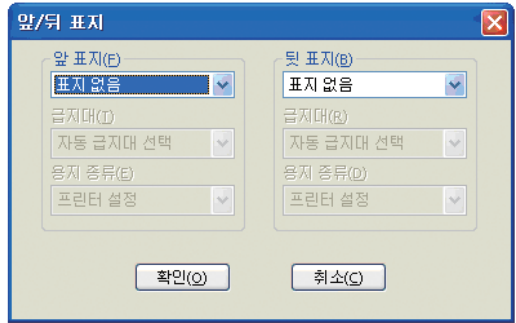 앞/뒤 표지
앞 표지(F)
표지 없음
급지대(T)
자동 급지대 선택
용지 종류(E)
프린터 설정
뒷 표지(B)
표지 없음
급지대(R)
자동 급지대 선택
용지 종류(D)
프린터 설정
확인(O)
취소(C)